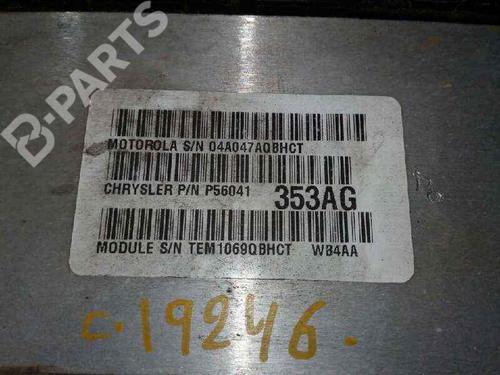 B-PARTS
MOTOROLA S/N 04A047AQBHCT
CHRYSLER P/N P56041 353AG
MODULE S/N TEM1069QBHCT WB4AA
c.19246.